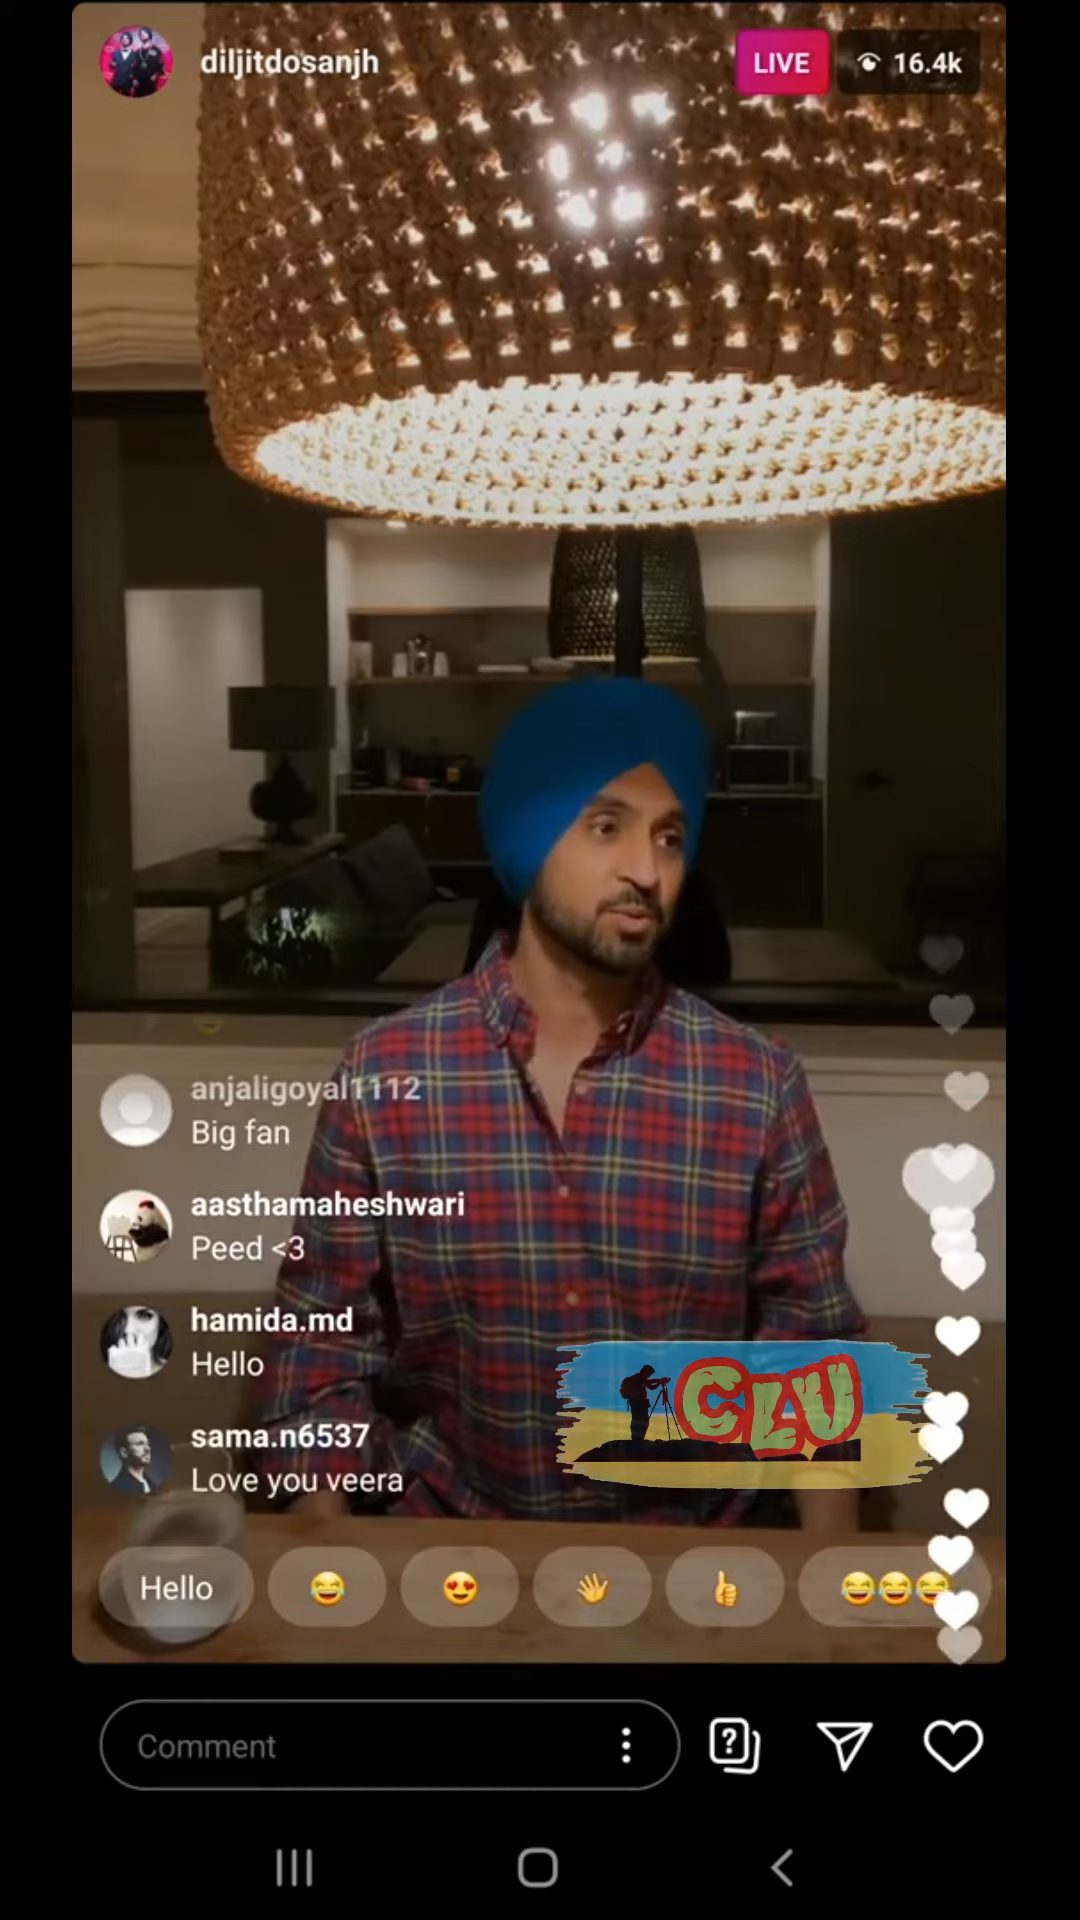 diljitdosanjh
LIVE
16.4k
anjaligoyal1112
Big fan
aasthamaheshwari
Peed <3
hamida.md
Hello
sama.n6537
Love you veera
CLU
Hello
Comment